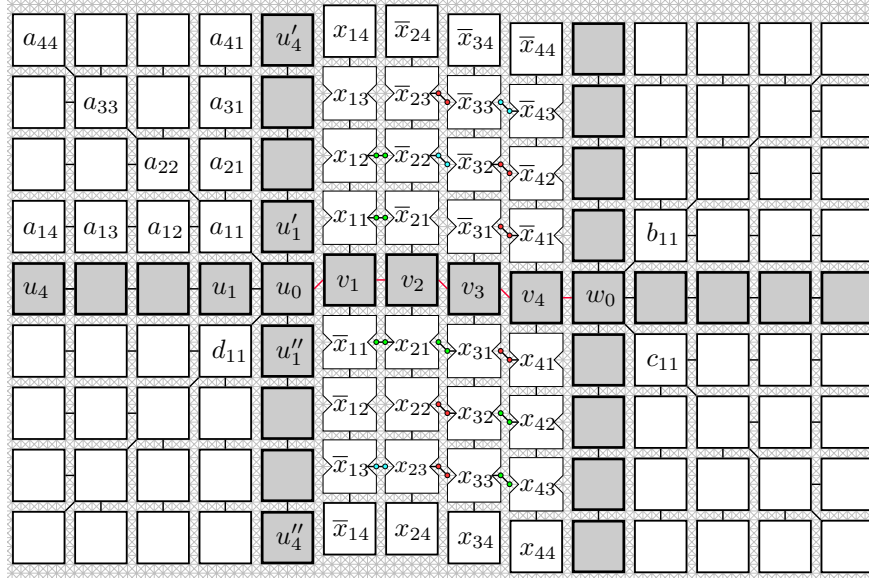 a₄₄ a₄₁ u′₄ x₁₄ x̅₂₄ x̅₃₄ x̅₄₄
a₃₃ a₃₁ x₁₃ x̅₂₃ x̅₃₃ x̅₄₃
a₂₂ a₂₁ x₁₂ x̅₂₂ x̅₃₂ x̅₄₂
a₁₄ a₁₃ a₁₂ a₁₁ u′₁ x₁₁ x̅₂₁ x̅₃₁ x̅₄₁ b₁₁
u₄ u₁ u₀ v₁ v₂ v₃ v₄ w₀
d₁₁ u″₁ x̅₁₁ x₂₁ x₃₁ x₄₁ c₁₁
x̅₁₂ x₂₂ x₃₂ x₄₂
x̅₁₃ x₂₃ x₃₃ x₄₃
u″₄ x̅₁₄ x₂₄ x₃₄ x₄₄